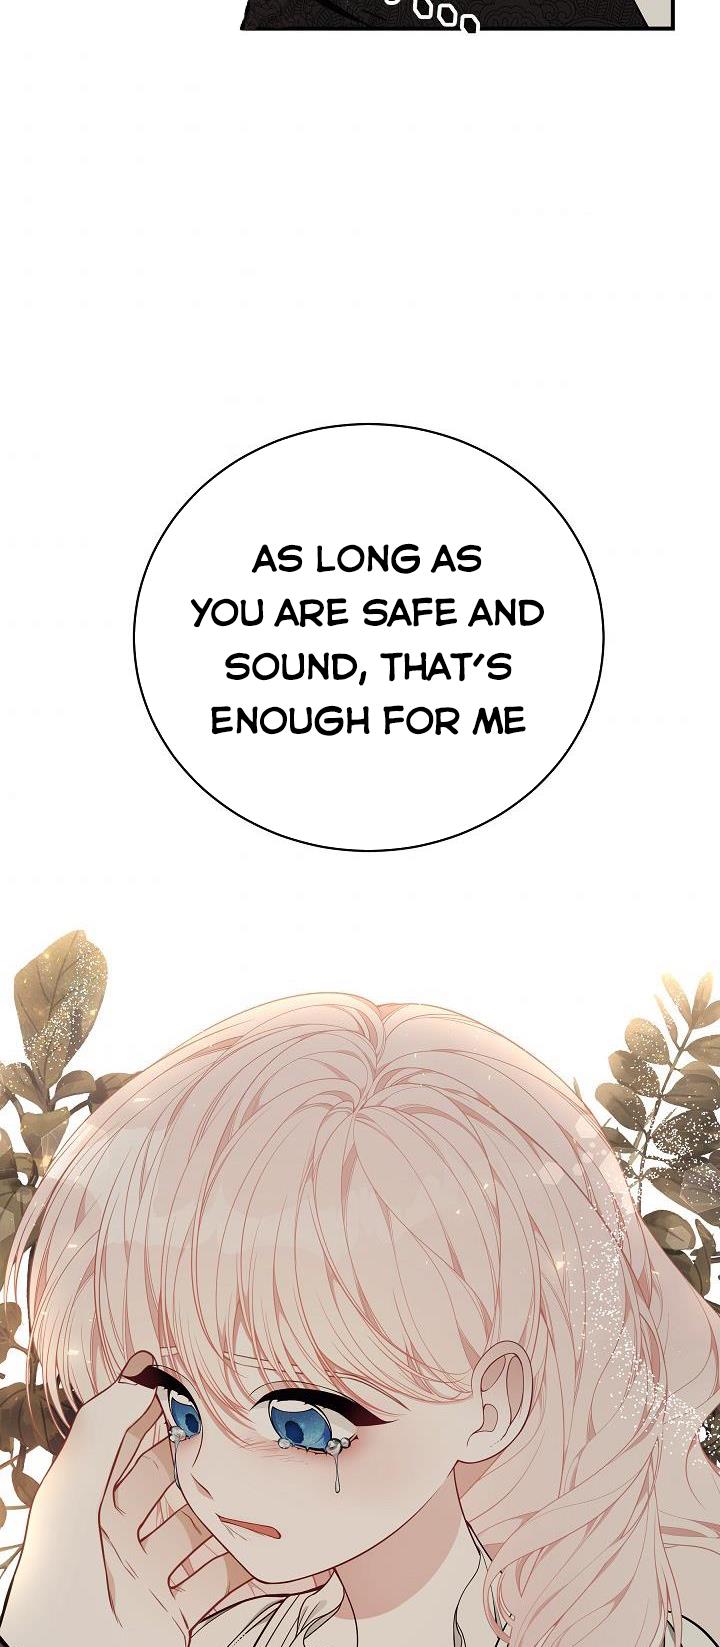 AS LONG AS
YOU ARE SAFE AND
SOUND, THAT'S
ENOUGH FOR ME